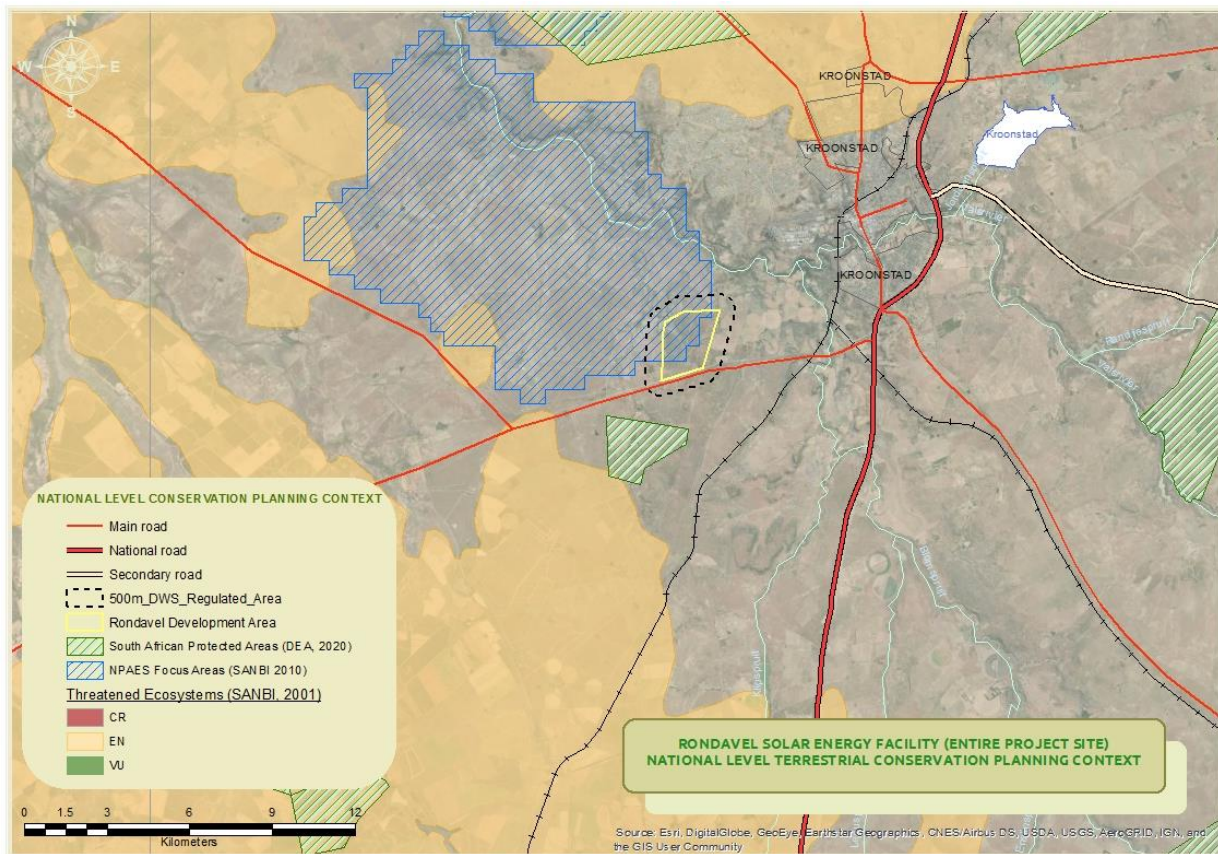 N
W
E
S
KROONSTAD
Kroonstad
KROONSTAD
KROONSTAD
NATIONAL LEVEL CONSERVATION PLANNING CONTEXT
Main road
National road
Secondary road
500m_DWS_Regulated_Area
Rondavel Development Area
South African Protected Areas (DEA, 2020)
NPAES Focus Areas (SANBI 2010)
Threatened Ecosystems (SANBI, 2001)
CR
EN
VU
0 1.5 3 6 9 12
Kilometers
RONDAVEL SOLAR ENERGY FACILITY (ENTIRE PROJECT SITE)
NATIONAL LEVEL TERRESTRIAL CONSERVATION PLANNING CONTEXT
Source: Esri, DigitalGlobe, GeoEye, Earthstar Geographics, CNES/Airbus DS, USDA, USGS, AeroGRID, IGN, and
the GIS User Community